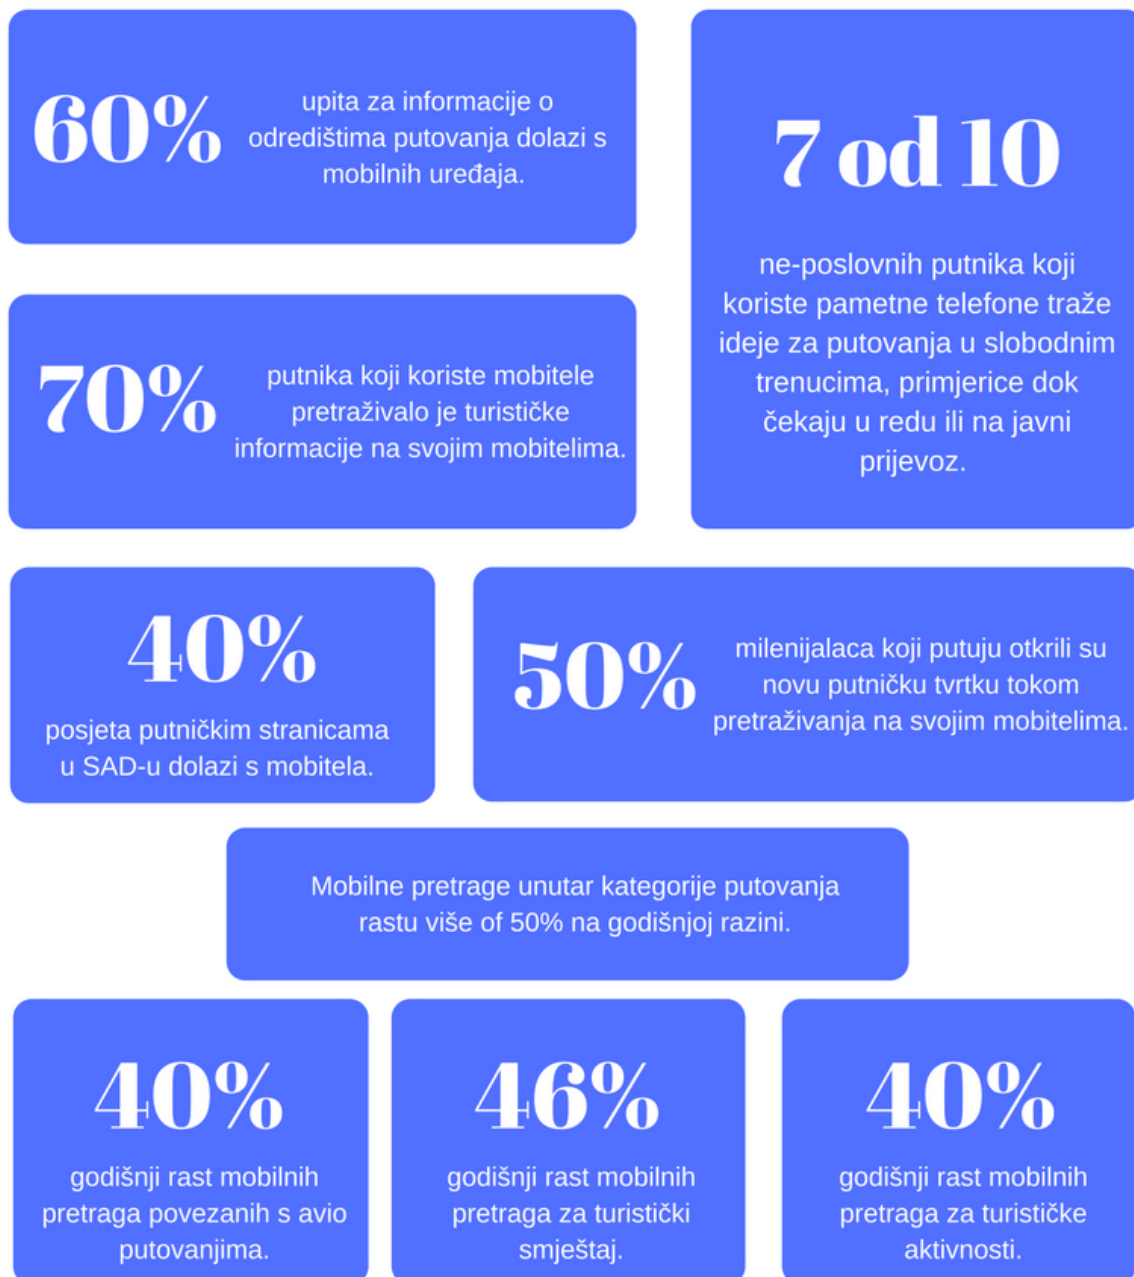 60%
upita za informacije o
odredištima putovanja dolazi s
mobilnih uređaja.
7 od 10
ne-poslovnih putnika koji
koriste pametne telefone traže
ideje za putovanja u slobodnim
trenucima, primjerice dok
čekaju u redu ili na javni
prijevoz.
70%
putnika koji koriste mobitele
pretraživalo je turističke
informacije na svojim mobitelima.
40%
posjeta putničkim stranicama
u SAD-u dolazi s mobitela.
50%
milenijalaca koji putuju otkrili su
novu putničku tvrtku tokom
pretraživanja na svojim mobitelima.
Mobilne pretrage unutar kategorije putovanja
rastu više of 50% na godišnjoj razini.
40%
godišnji rast mobilnih
pretraga povezanih s avio
putovanjima.
46%
godišnji rast mobilnih
pretraga za turistički
smještaj.
40%
godišnji rast mobilnih
pretraga za turističke
aktivnosti.